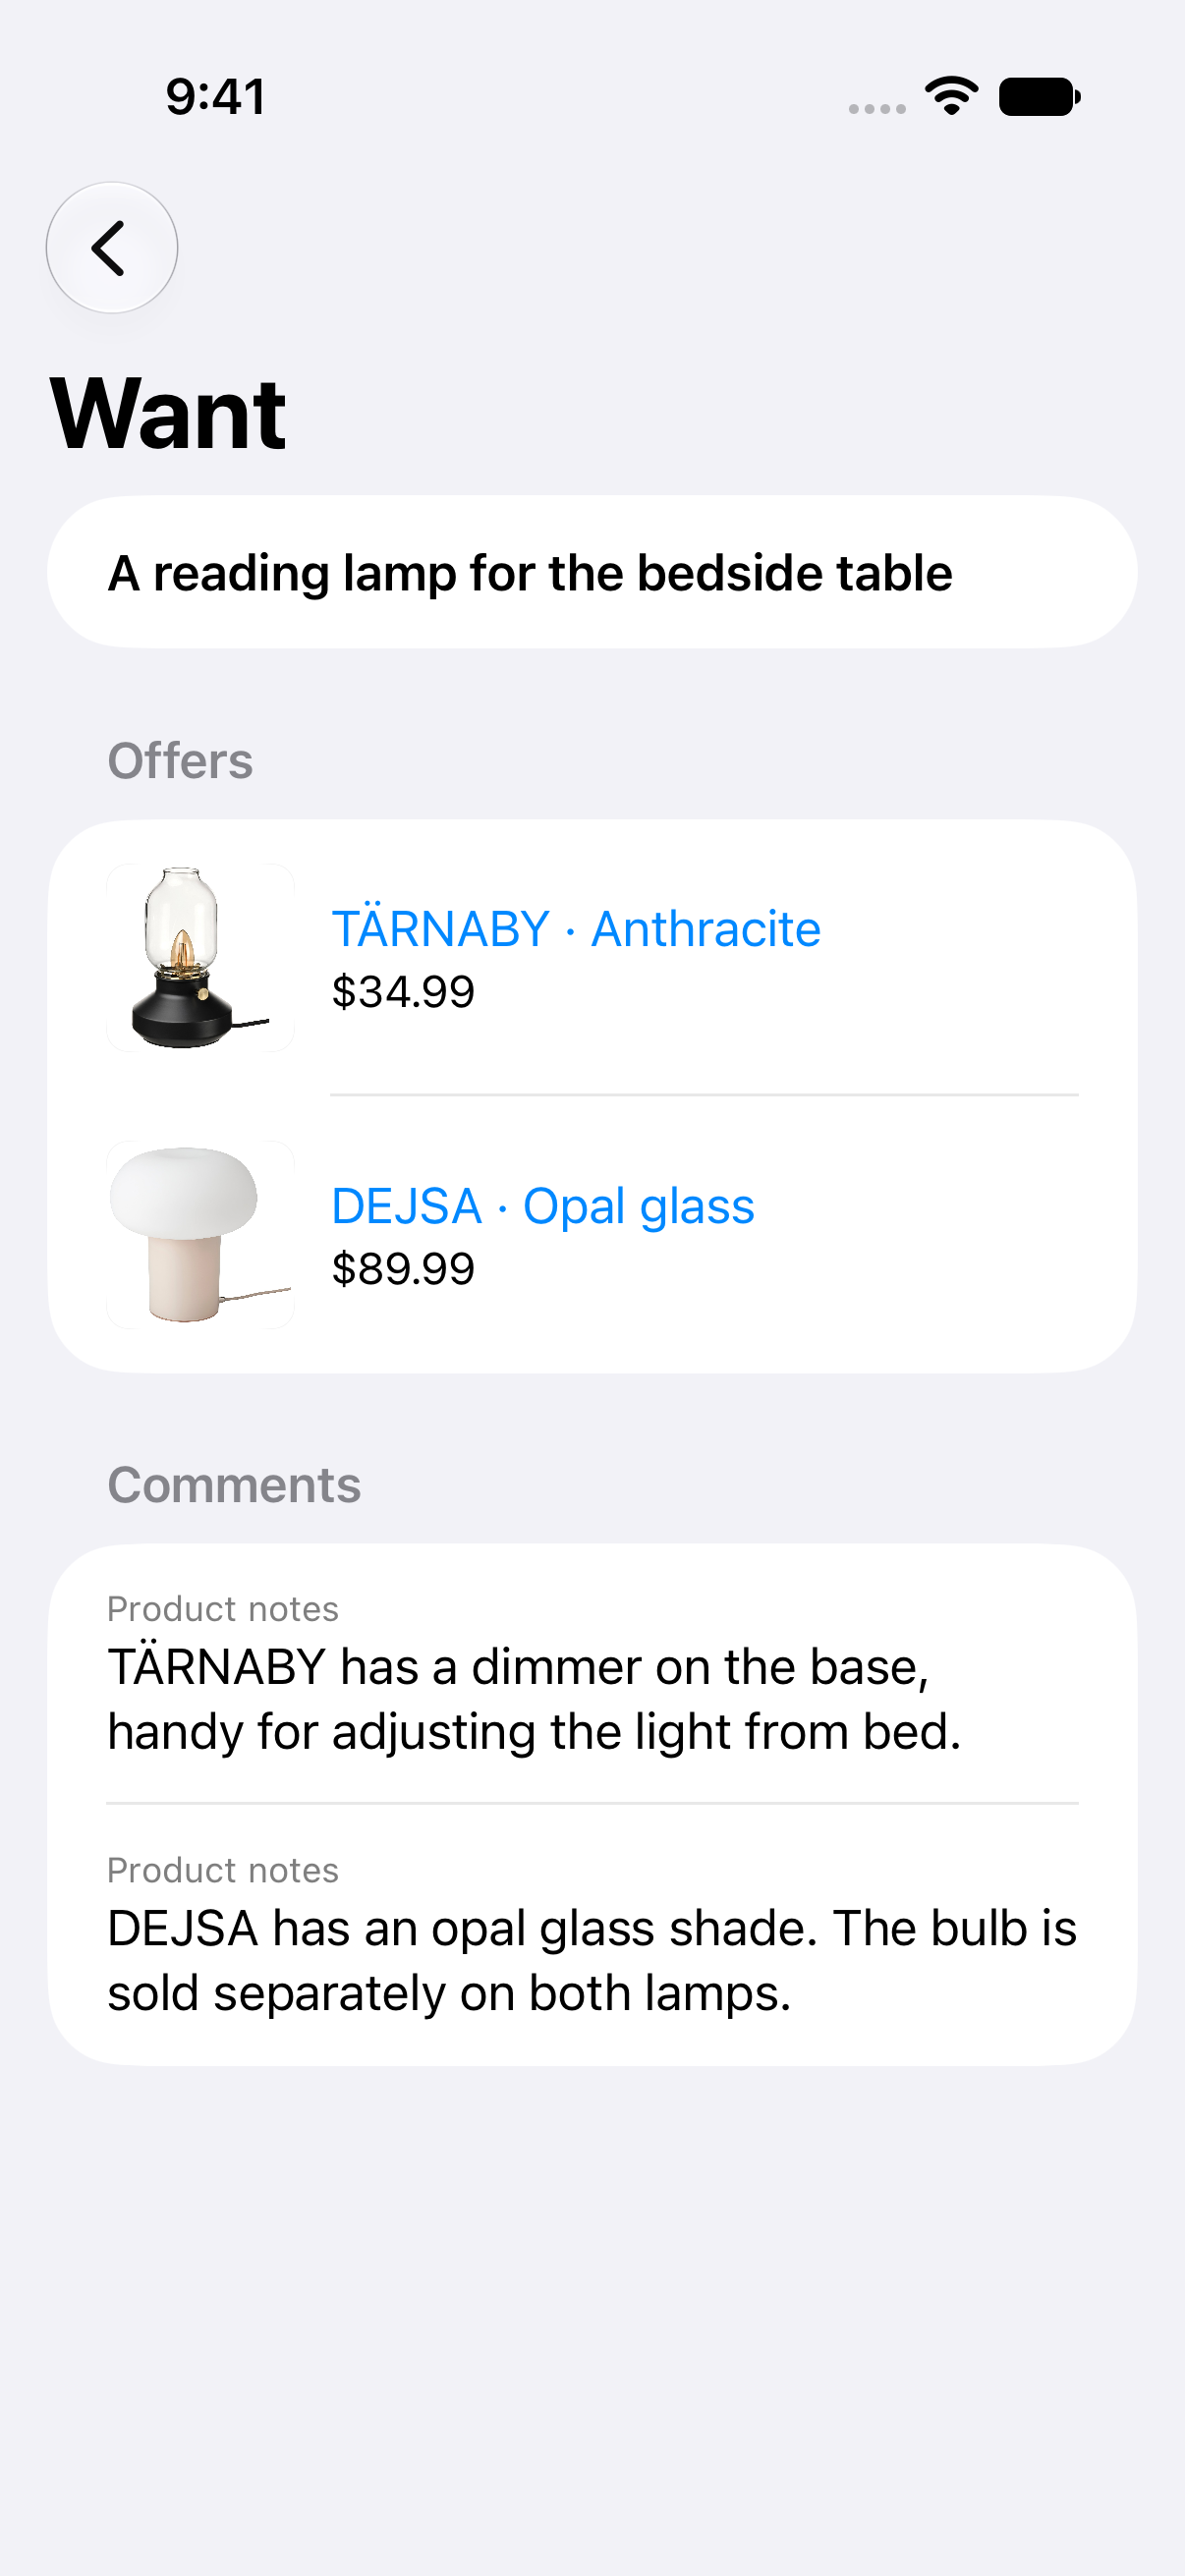 9:41
Want
A reading lamp for the bedside table
Offers
TÄRNABY · Anthracite
$34.99
DEJSA · Opal glass
$89.99
Comments
Product notes
TÄRNABY has a dimmer on the base,
handy for adjusting the light from bed.
Product notes
DEJSA has an opal glass shade. The bulb is
sold separately on both lamps.